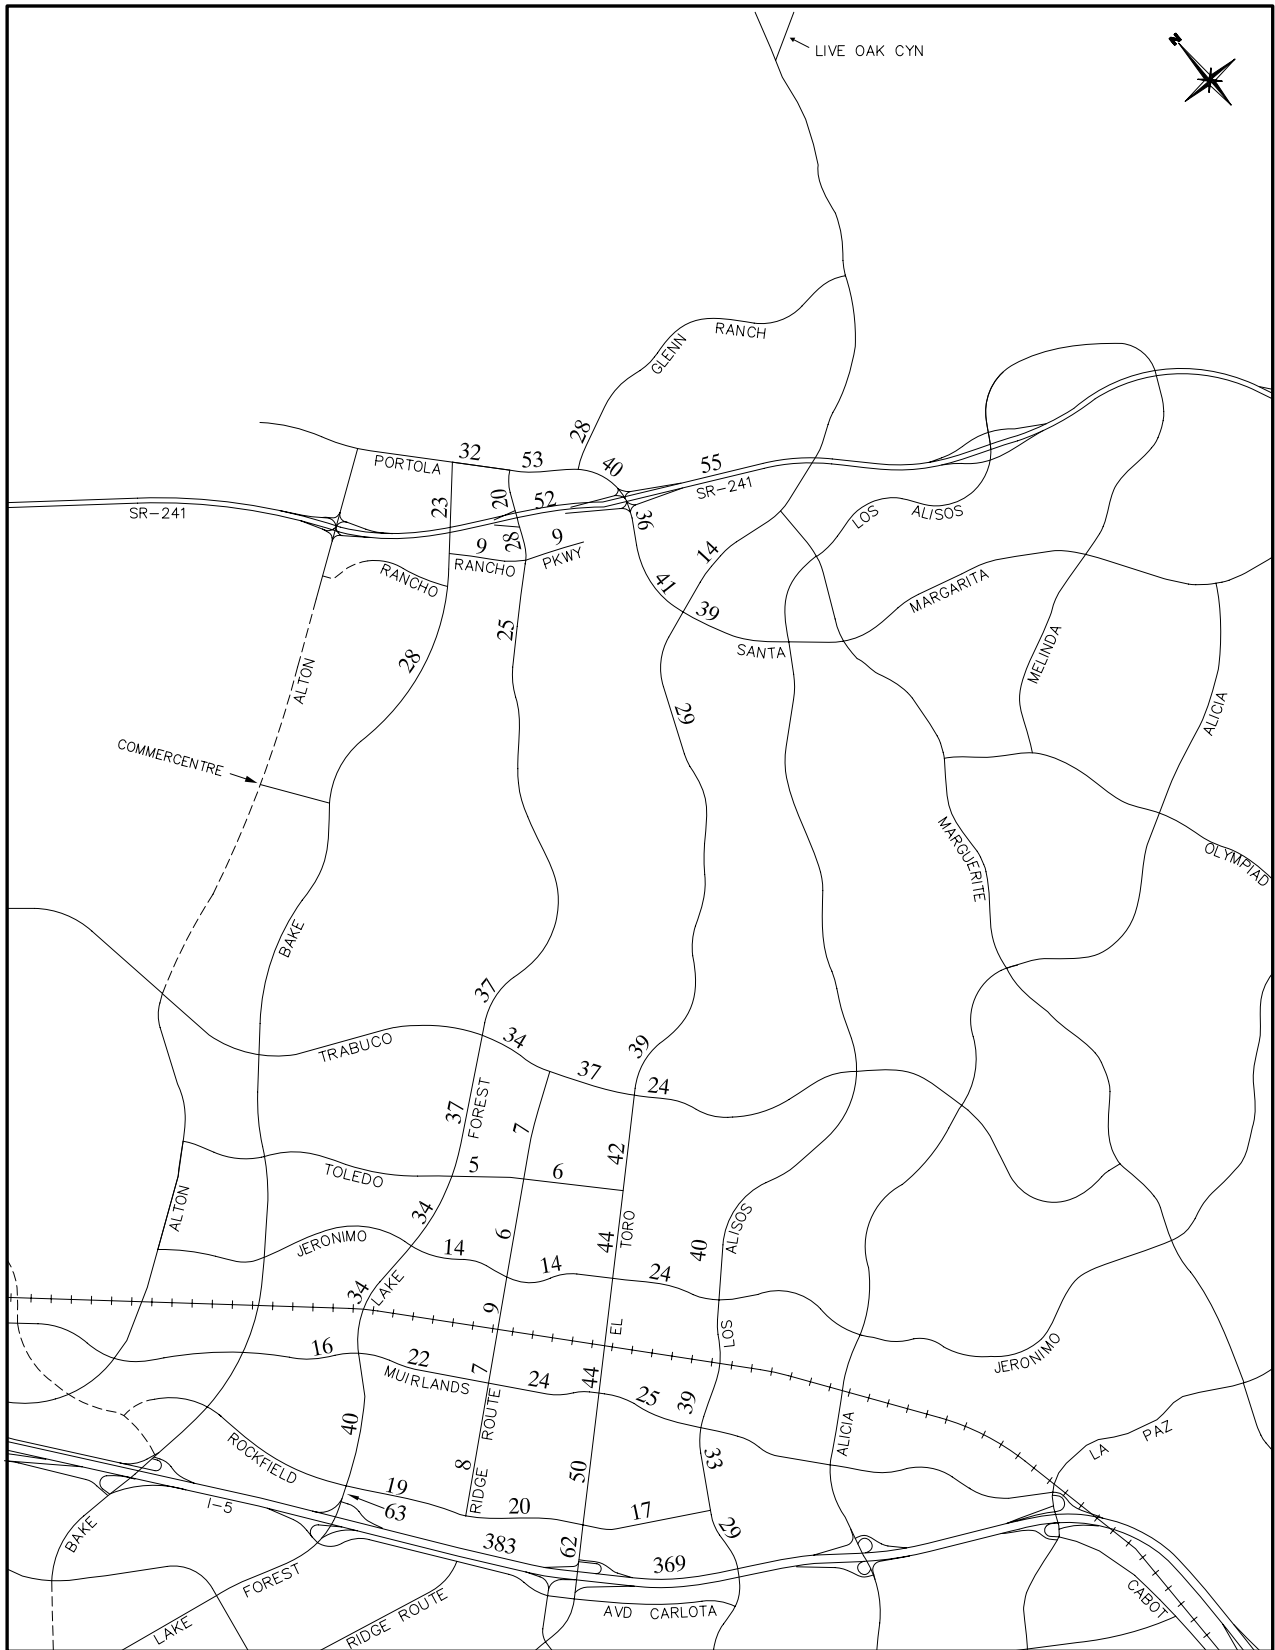 N
LIVE OAK CYN
GLENN
RANCH
28
32
53
40
55
PORTOLA
SR-241
23
20
52
36
SR-241
LOS
ALISOS
9
28
9
RANCHO
RANCHO
PKWY
14
41
39
SANTA
MARGARITA
25
28
ALTON
MELINDA
29
ALICIA
COMMERCENTRE
MARGUERITE
OLYMPIAD
BAKE
37
TRABUCO
34
37
39
24
37
FOREST
7
42
TOLEDO
5
6
ALTON
34
JERONIMO
14
6
14
44
TORO
24
40
ALISOS
34
LAKE
9
EL
LOS
JERONIMO
16
22
MUIRLANDS
7
24
44
25
39
ROUTE
40
ROCKFIELD
33
ALICIA
LA
PAZ
19
8
RIDGE
20
50
17
29
63
I-5
383
62
369
BAKE
LAKE
FOREST
RIDGE ROUTE
AVD CARLOTA
CABOT